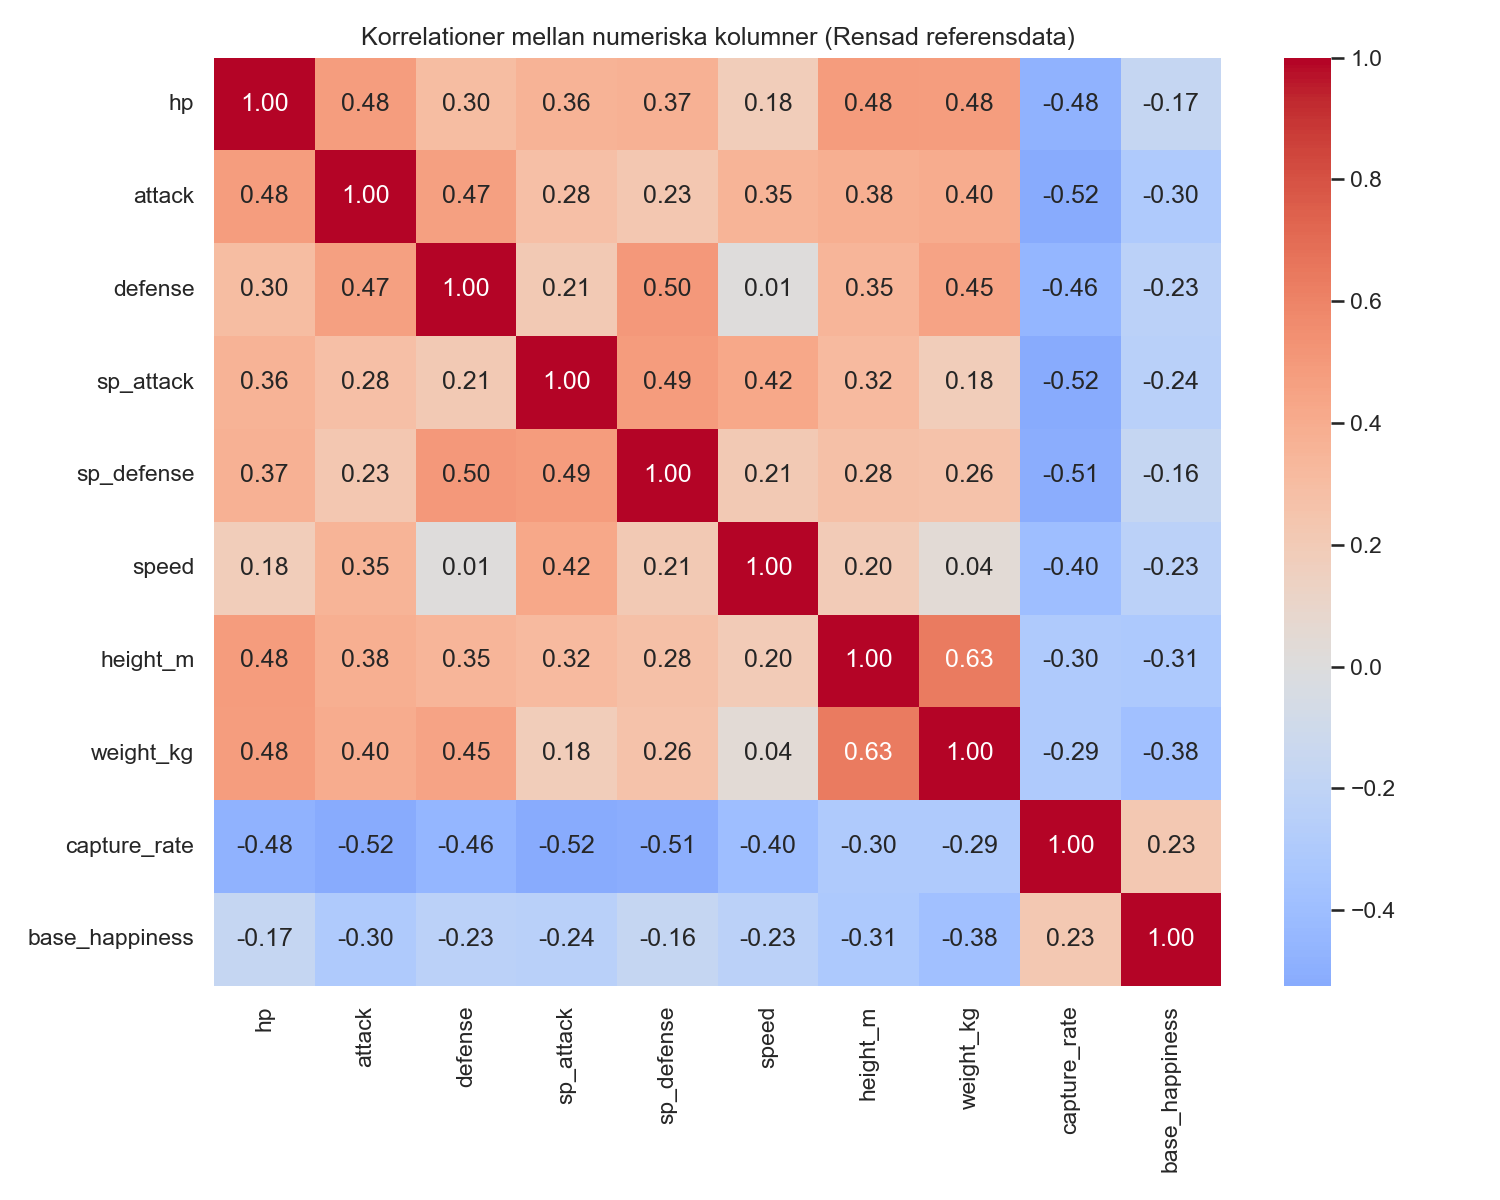 Korrelationer mellan numeriska kolumner (Rensad referensdata)
hp 1.00 0.48 0.30 0.36 0.37 0.18 0.48 0.48 -0.48 -0.17
attack 0.48 1.00 0.47 0.28 0.23 0.35 0.38 0.40 -0.52 -0.30
defense 0.30 0.47 1.00 0.21 0.50 0.01 0.35 0.45 -0.46 -0.23
sp_attack 0.36 0.28 0.21 1.00 0.49 0.42 0.32 0.18 -0.52 -0.24
sp_defense 0.37 0.23 0.50 0.49 1.00 0.21 0.28 0.26 -0.51 -0.16
speed 0.18 0.35 0.01 0.42 0.21 1.00 0.20 0.04 -0.40 -0.23
height_m 0.48 0.38 0.35 0.32 0.28 0.20 1.00 0.63 -0.30 -0.31
weight_kg 0.48 0.40 0.45 0.18 0.26 0.04 0.63 1.00 -0.29 -0.38
capture_rate -0.48 -0.52 -0.46 -0.52 -0.51 -0.40 -0.30 -0.29 1.00 0.23
base_happiness -0.17 -0.30 -0.23 -0.24 -0.16 -0.23 -0.31 -0.38 0.23 1.00
hp attack defense sp_attack sp_defense speed height_m weight_kg capture_rate base_happiness
1.0
0.8
0.6
0.4
0.2
0.0
−0.2
−0.4